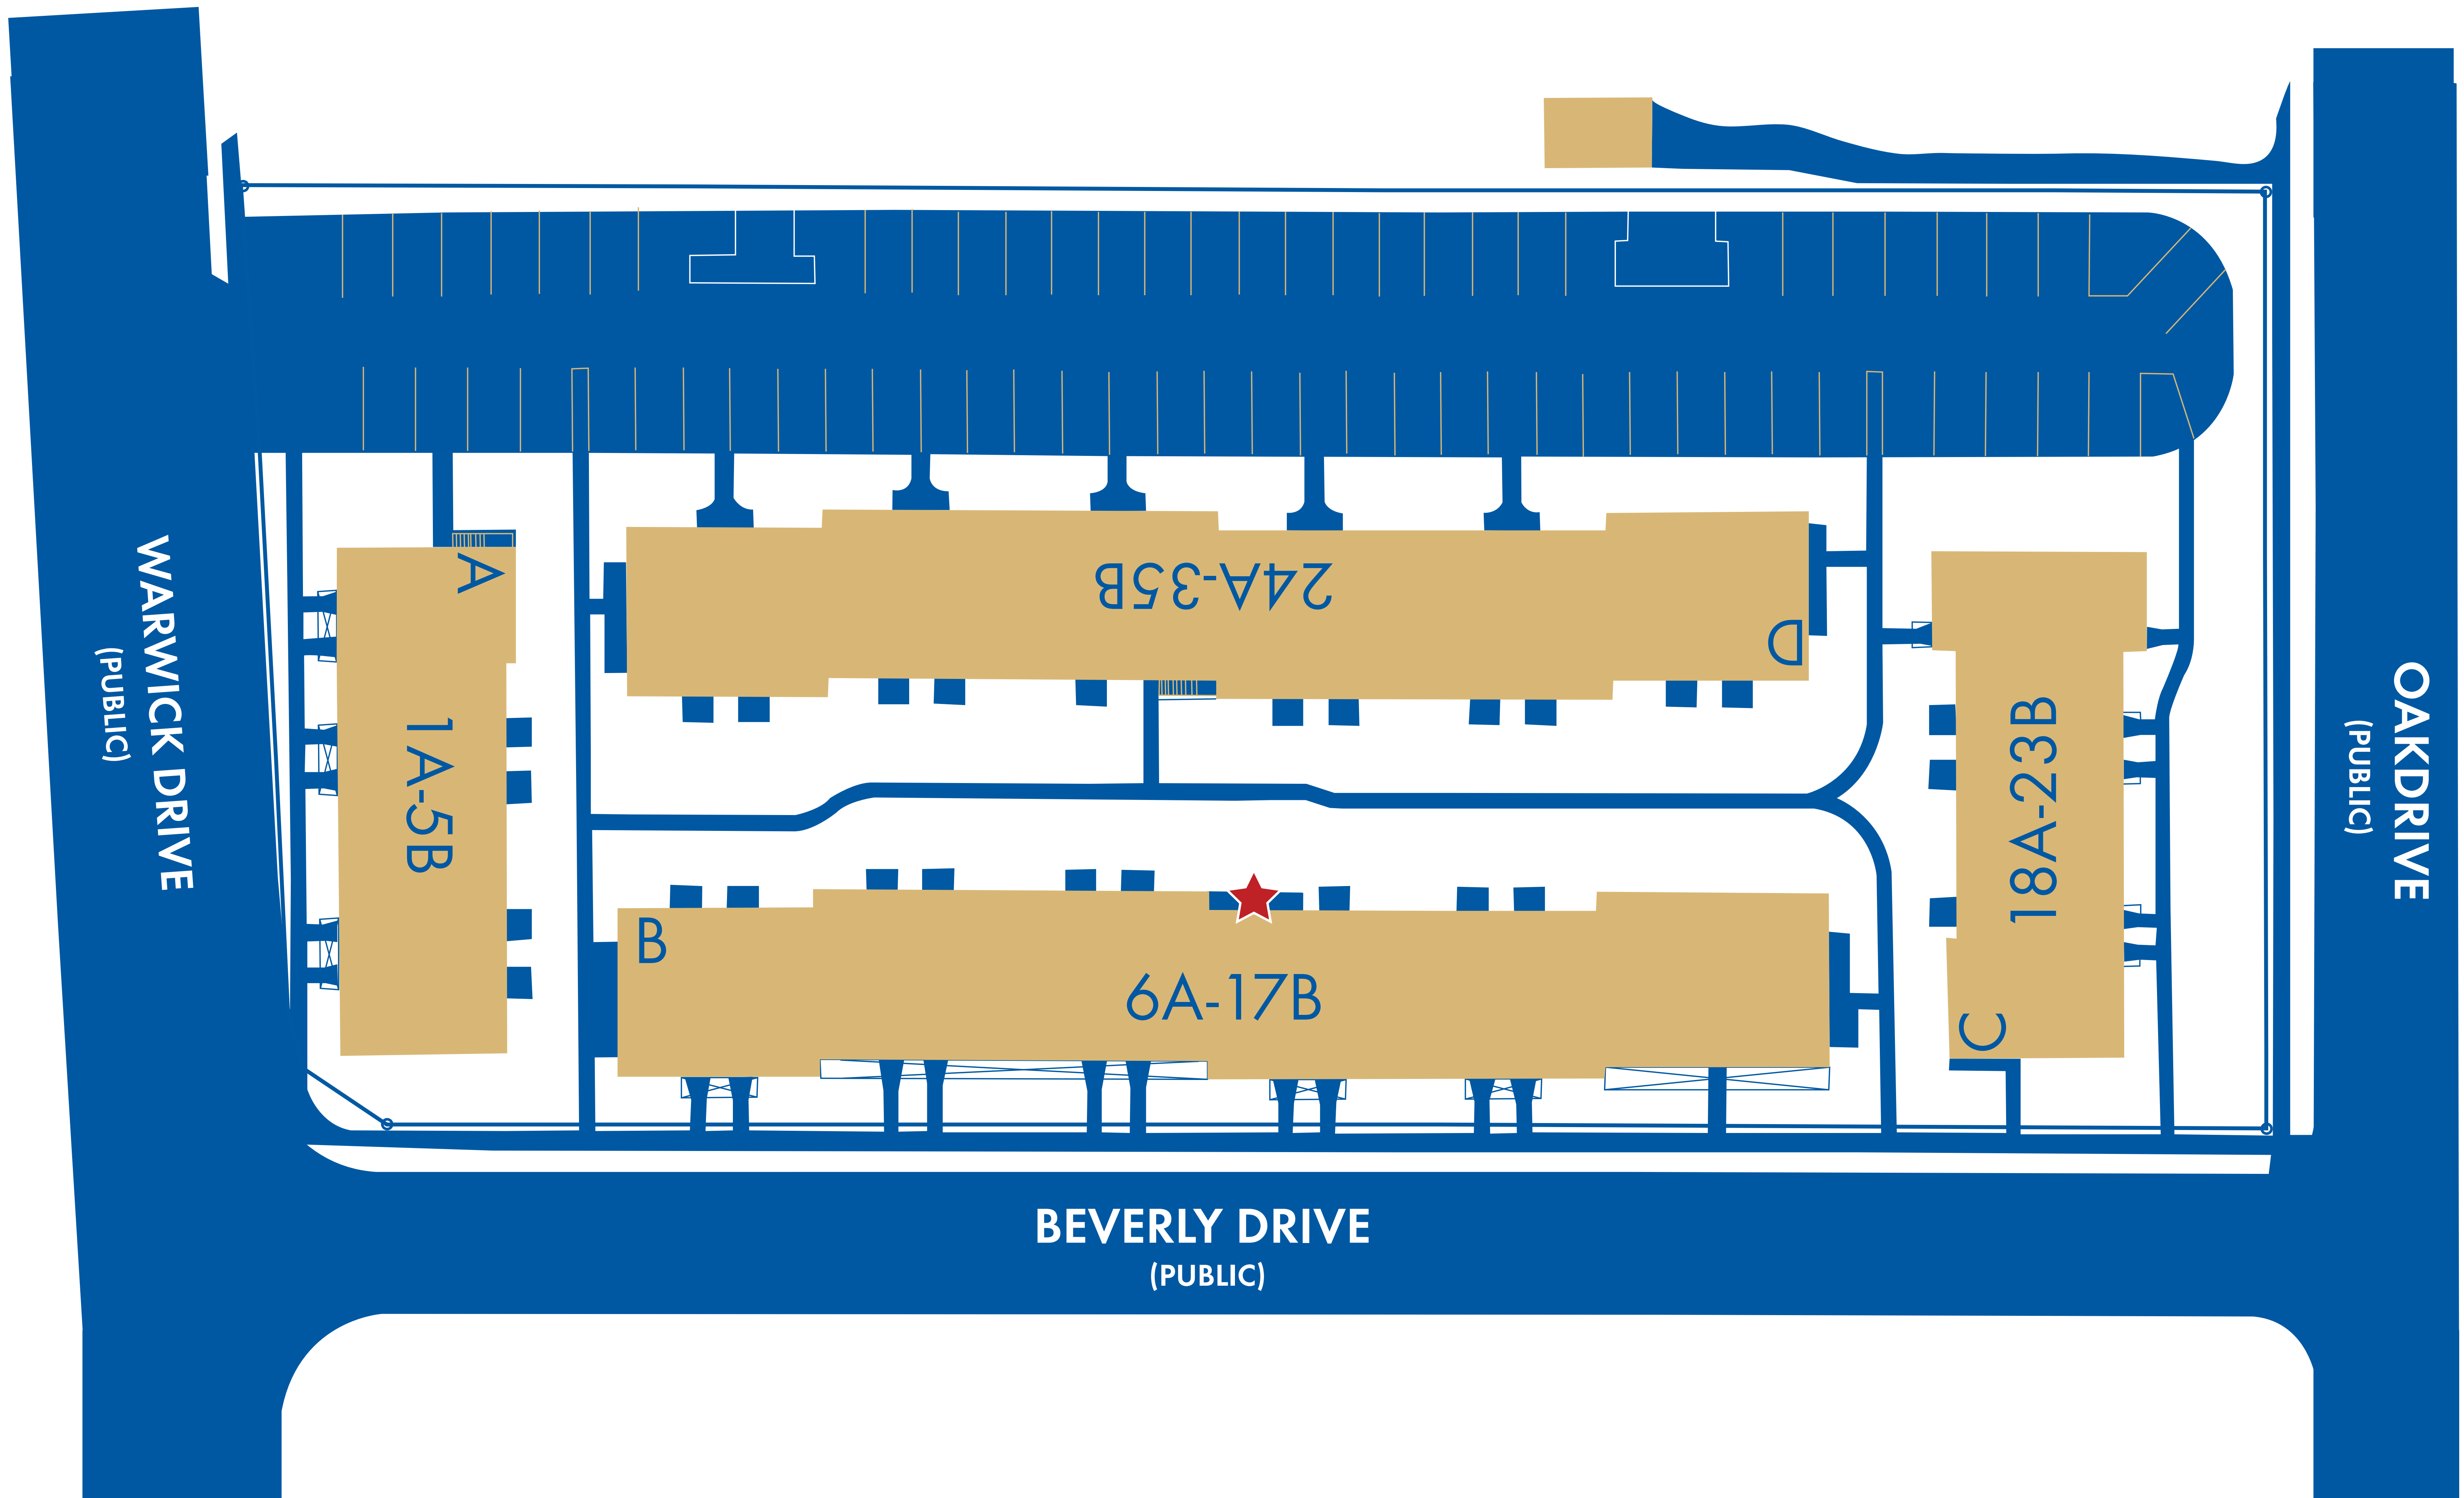 WARWICK DRIVE
(PUBLIC)
A
1A-5B
24A-35B
D
B
6A-17B
18A-23B
C
OAKDRIVE
(PUBLIC)
BEVERLY DRIVE
(PUBLIC)